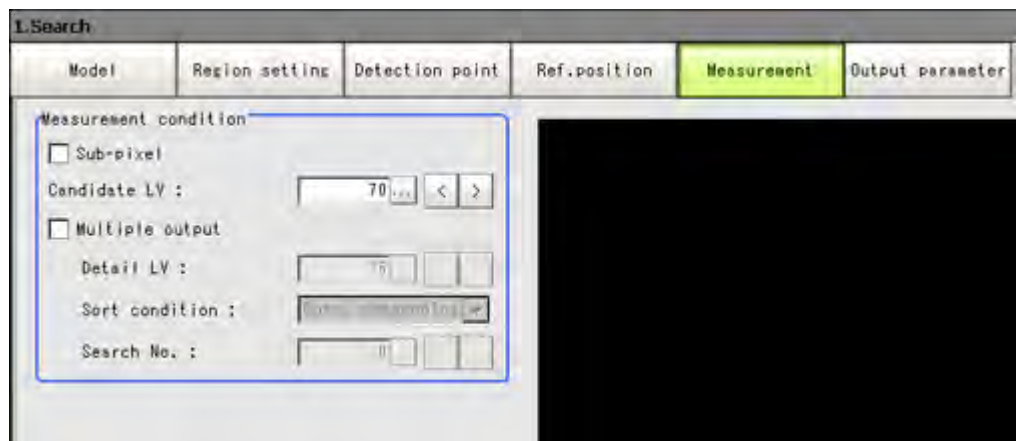 1.Search
Model Region setting Detection point Ref.position Measurement Output parameter
Measurement condition
Sub-pixel
Candidate LV : 70 ... < >
Multiple output
Detail LV :
Sort condition :
Search No. : 0